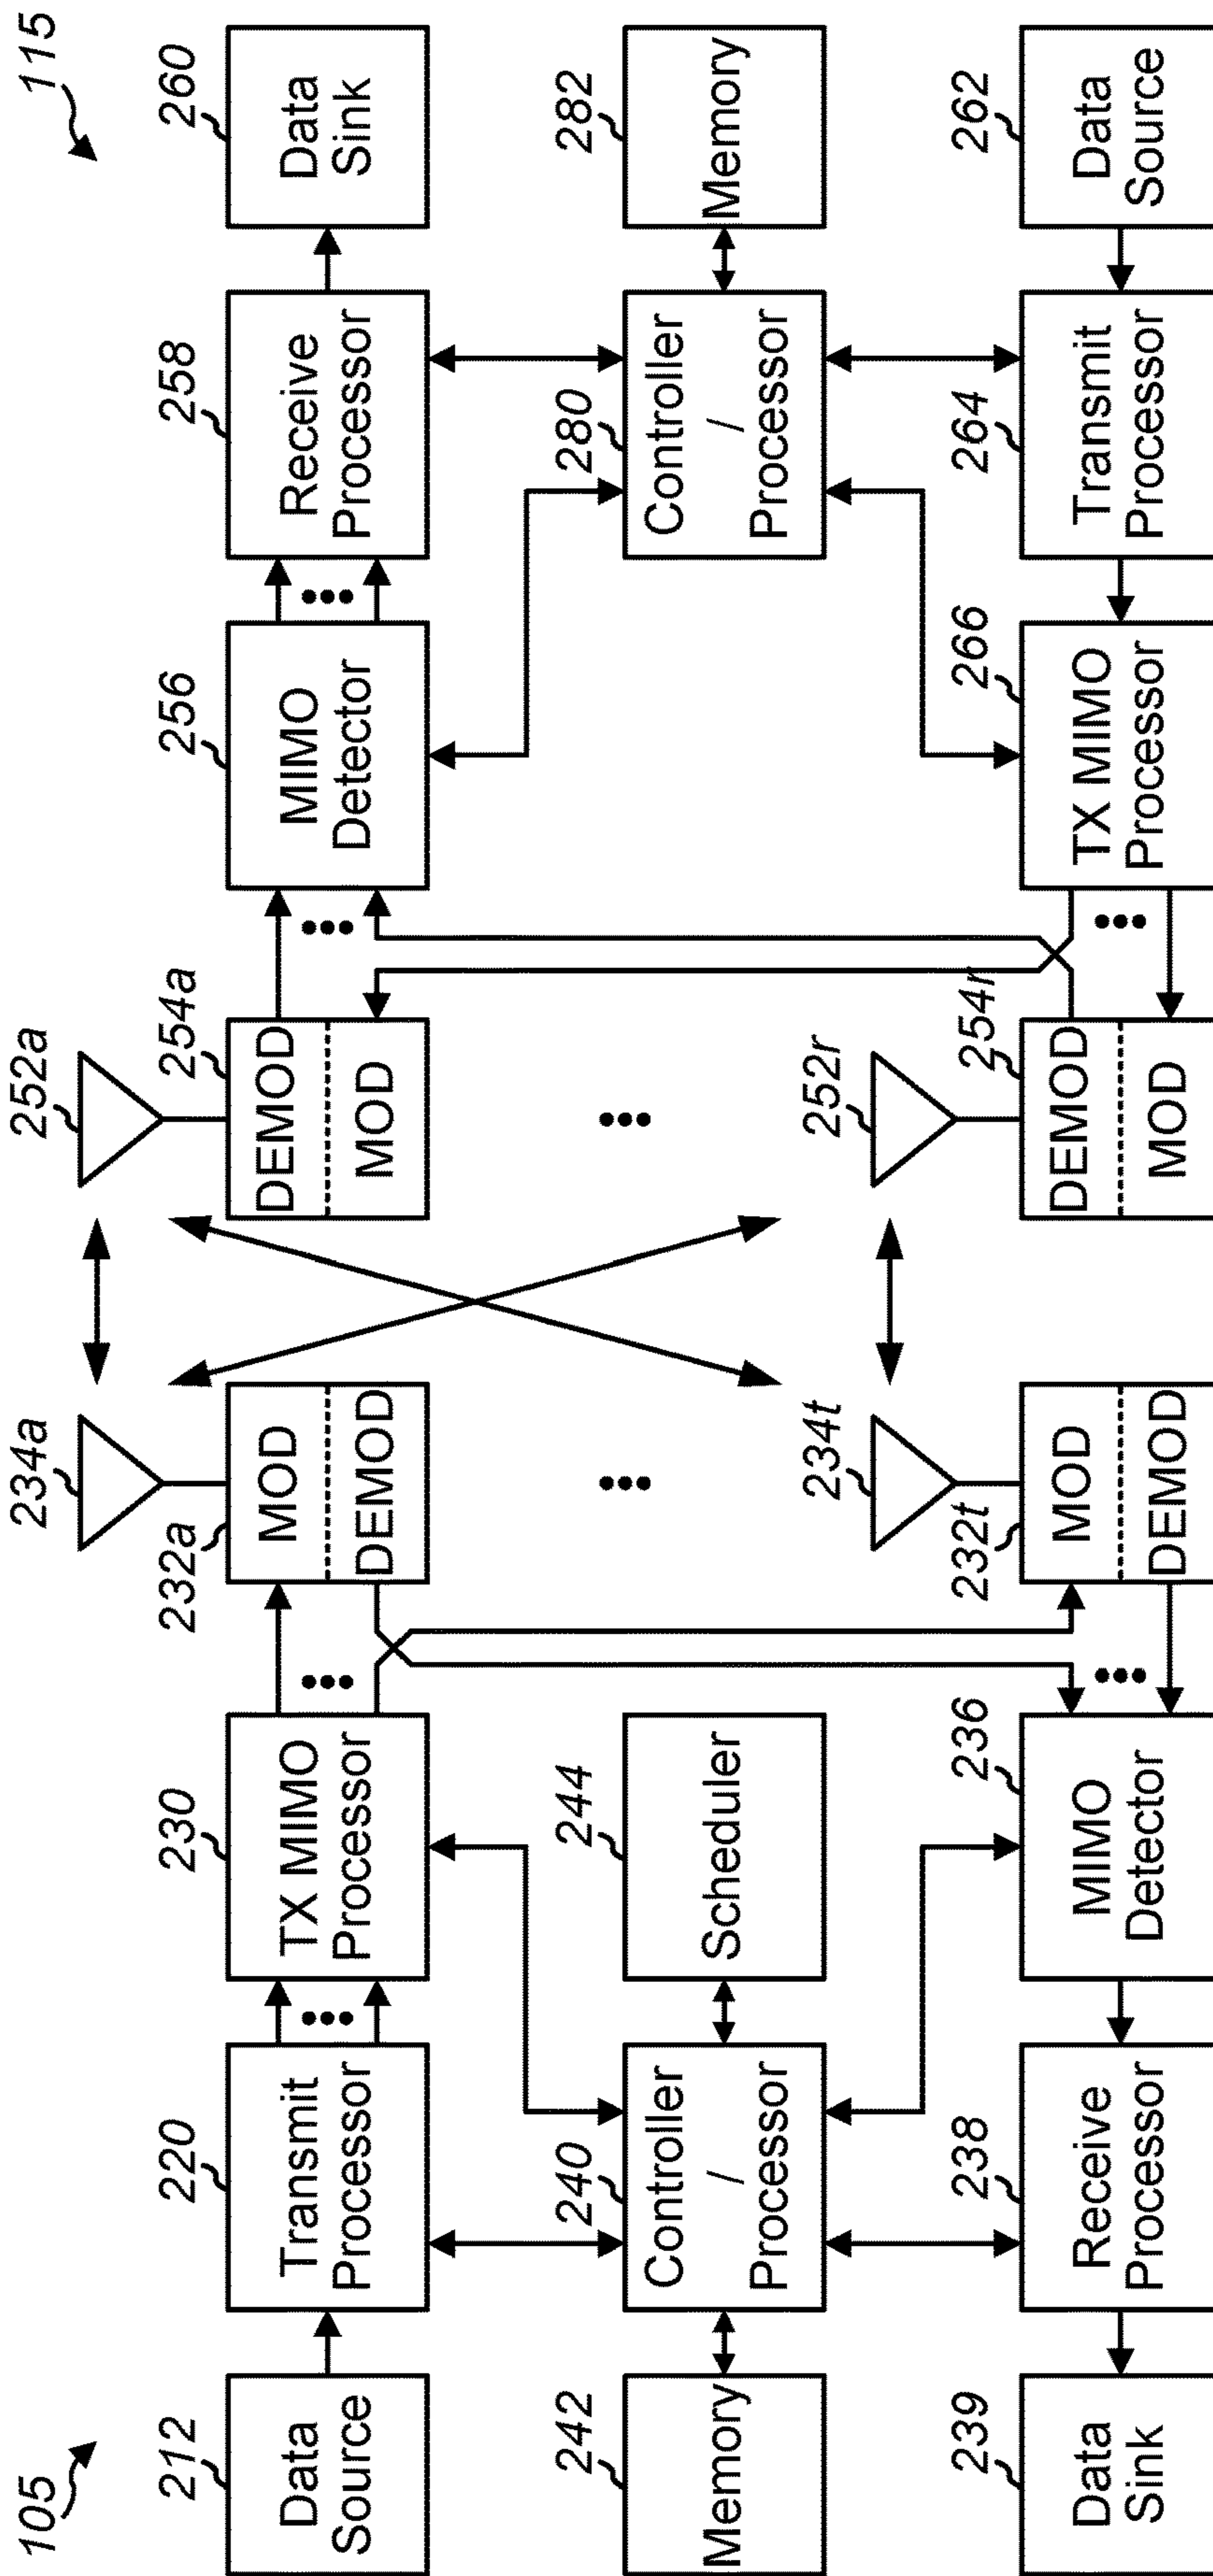 105
115
212
Data
Source
220
Transmit
Processor
230
TX MIMO
Processor
232a
MOD
DEMOD
234a
252a
254a
DEMOD
MOD
256
MIMO
Detector
258
Receive
Processor
260
Data
Sink
242
Memory
240
Controller
/
Processor
244
Scheduler
280
Controller
/
Processor
282
Memory
239
Data
Sink
238
Receive
Processor
236
MIMO
Detector
232t
MOD
DEMOD
234t
252r
254r
DEMOD
MOD
266
TX MIMO
Processor
264
Transmit
Processor
262
Data
Source